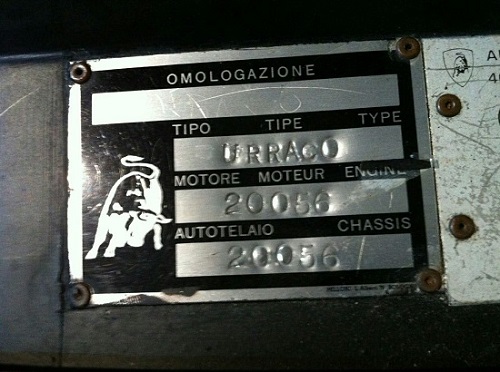 OMOLOGAZIONE
TIPO TIPE TYPE
URRACO
MOTORE MOTEUR ENGINE
20056
AUTOTELAIO CHASSIS
20056